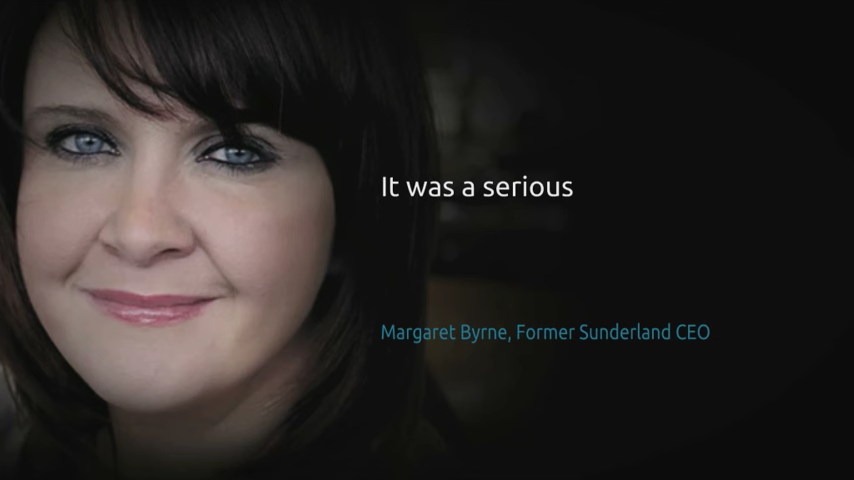 It was a serious
Margaret Byrne, Former Sunderland CEO